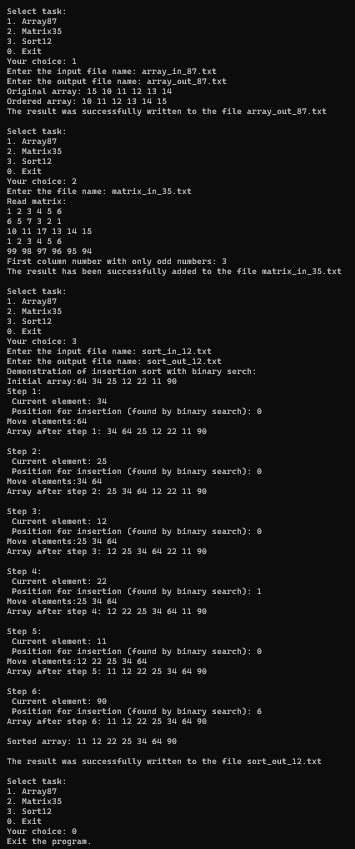 Select task:
1. Array87
2. Matrix35
3. Sort12
0. Exit
Your choice: 1
Enter the input file name: array_in_87.txt
Enter the output file name: array_out_87.txt
Original array: 15 10 11 12 13 14
Ordered array: 10 11 12 13 14 15
The result was successfully written to the file array_out_87.txt

Select task:
1. Array87
2. Matrix35
3. Sort12
0. Exit
Your choice: 2
Enter the file name: matrix_in_35.txt
Read matrix:
1 2 3 4 5 6
6 5 7 3 2 1
10 11 17 13 14 15
1 2 3 4 5 6
99 98 97 96 95 94
First column number with only odd numbers: 3
The result has been successfully added to the file matrix_in_35.txt

Select task:
1. Array87
2. Matrix35
3. Sort12
0. Exit
Your choice: 3
Enter the input file name: sort_in_12.txt
Enter the output file name: sort_out_12.txt
Demonstration of insertion sort with binary serch:
Initial array:64 34 25 12 22 11 90
Step 1:
 Current element: 34
 Position for insertion (found by binary search): 0
Move elements:64
Array after step 1: 34 64 25 12 22 11 90

Step 2:
 Current element: 25
 Position for insertion (found by binary search): 0
Move elements:34 64
Array after step 2: 25 34 64 12 22 11 90

Step 3:
 Current element: 12
 Position for insertion (found by binary search): 0
Move elements:25 34 64
Array after step 3: 12 25 34 64 22 11 90

Step 4:
 Current element: 22
 Position for insertion (found by binary search): 1
Move elements:25 34 64
Array after step 4: 12 22 25 34 64 11 90

Step 5:
 Current element: 11
 Position for insertion (found by binary search): 0
Move elements:12 22 25 34 64
Array after step 5: 11 12 22 25 34 64 90

Step 6:
 Current element: 90
 Position for insertion (found by binary search): 6
Array after step 6: 11 12 22 25 34 64 90

Sorted array: 11 12 22 25 34 64 90

The result was successfully written to the file sort_out_12.txt

Select task:
1. Array87
2. Matrix35
3. Sort12
0. Exit
Your choice: 0
Exit the program.